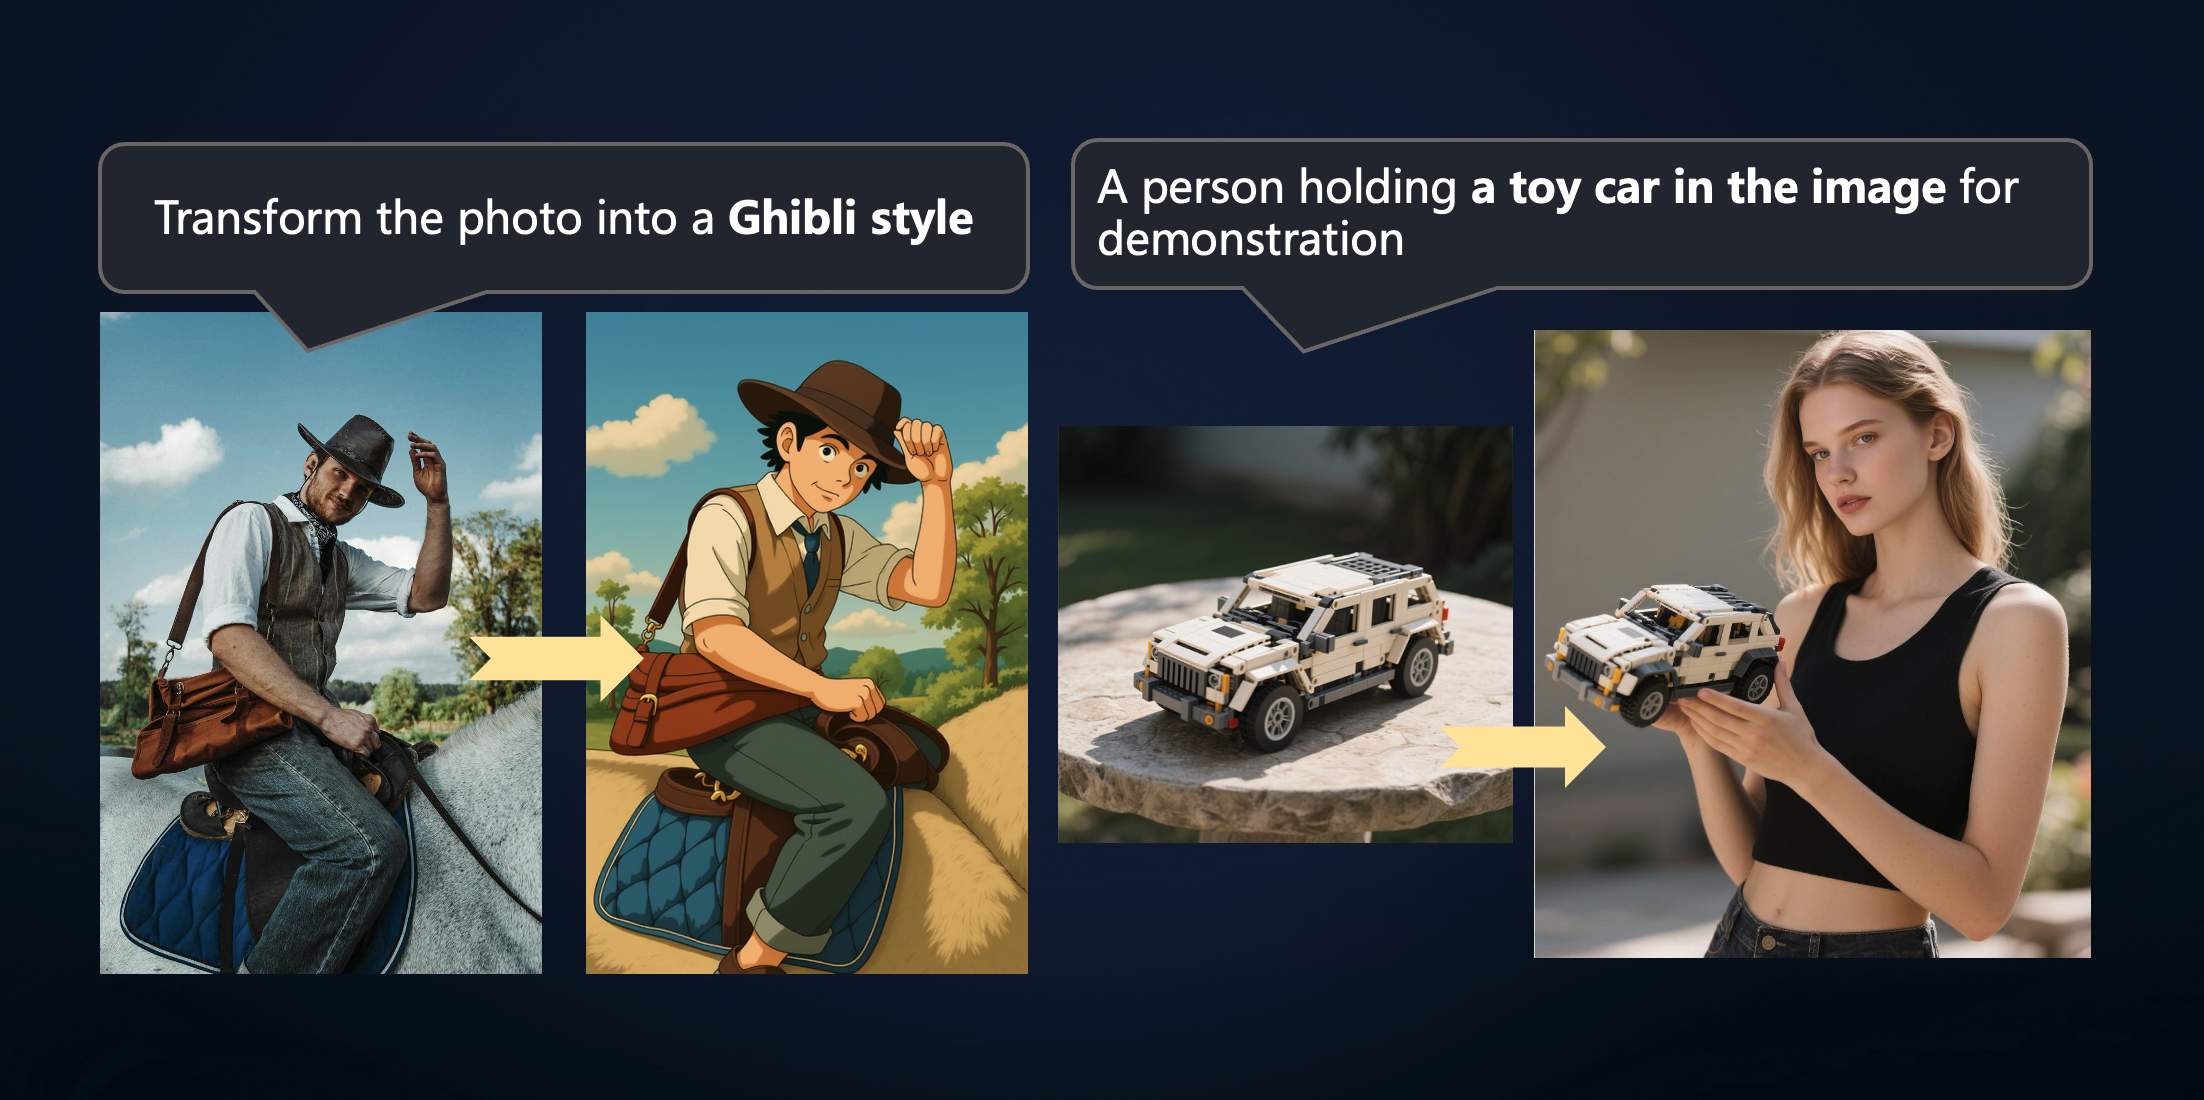 Transform the photo into a Ghibli style
A person holding a toy car in the image for
demonstration